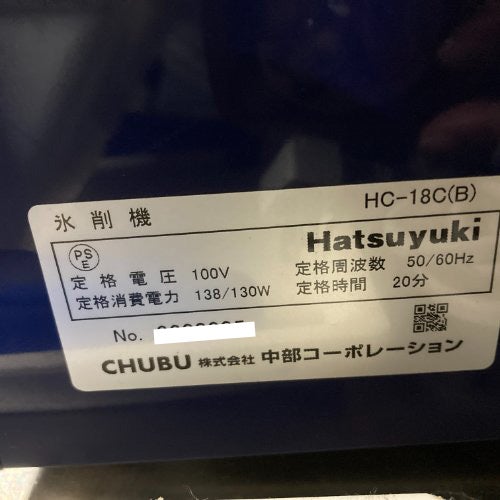 氷削機 HC-18C(B)
PSE Hatsuyuki
定格電圧 100V 定格周波数 50/60Hz
定格消費電力 138/130W 定格時間 20分
No.
CHUBU 株式会社 中部コーポレーション